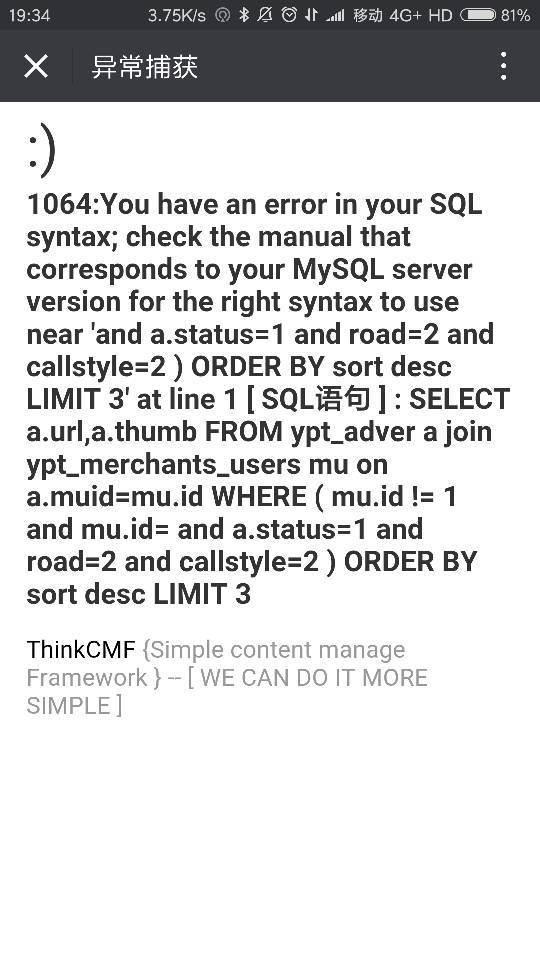 19:34 3.75K/s 移动 4G+ HD 81%
异常捕获
:)
1064:You have an error in your SQL
syntax; check the manual that
corresponds to your MySQL server
version for the right syntax to use
near 'and a.status=1 and road=2 and
callstyle=2 ) ORDER BY sort desc
LIMIT 3' at line 1 [ SQL语句 ] : SELECT
a.url,a.thumb FROM ypt_adver a join
ypt_merchants_users mu on
a.muid=mu.id WHERE ( mu.id != 1
and mu.id= and a.status=1 and
road=2 and callstyle=2 ) ORDER BY
sort desc LIMIT 3
ThinkCMF {Simple content manage
Framework } -- [ WE CAN DO IT MORE
SIMPLE ]